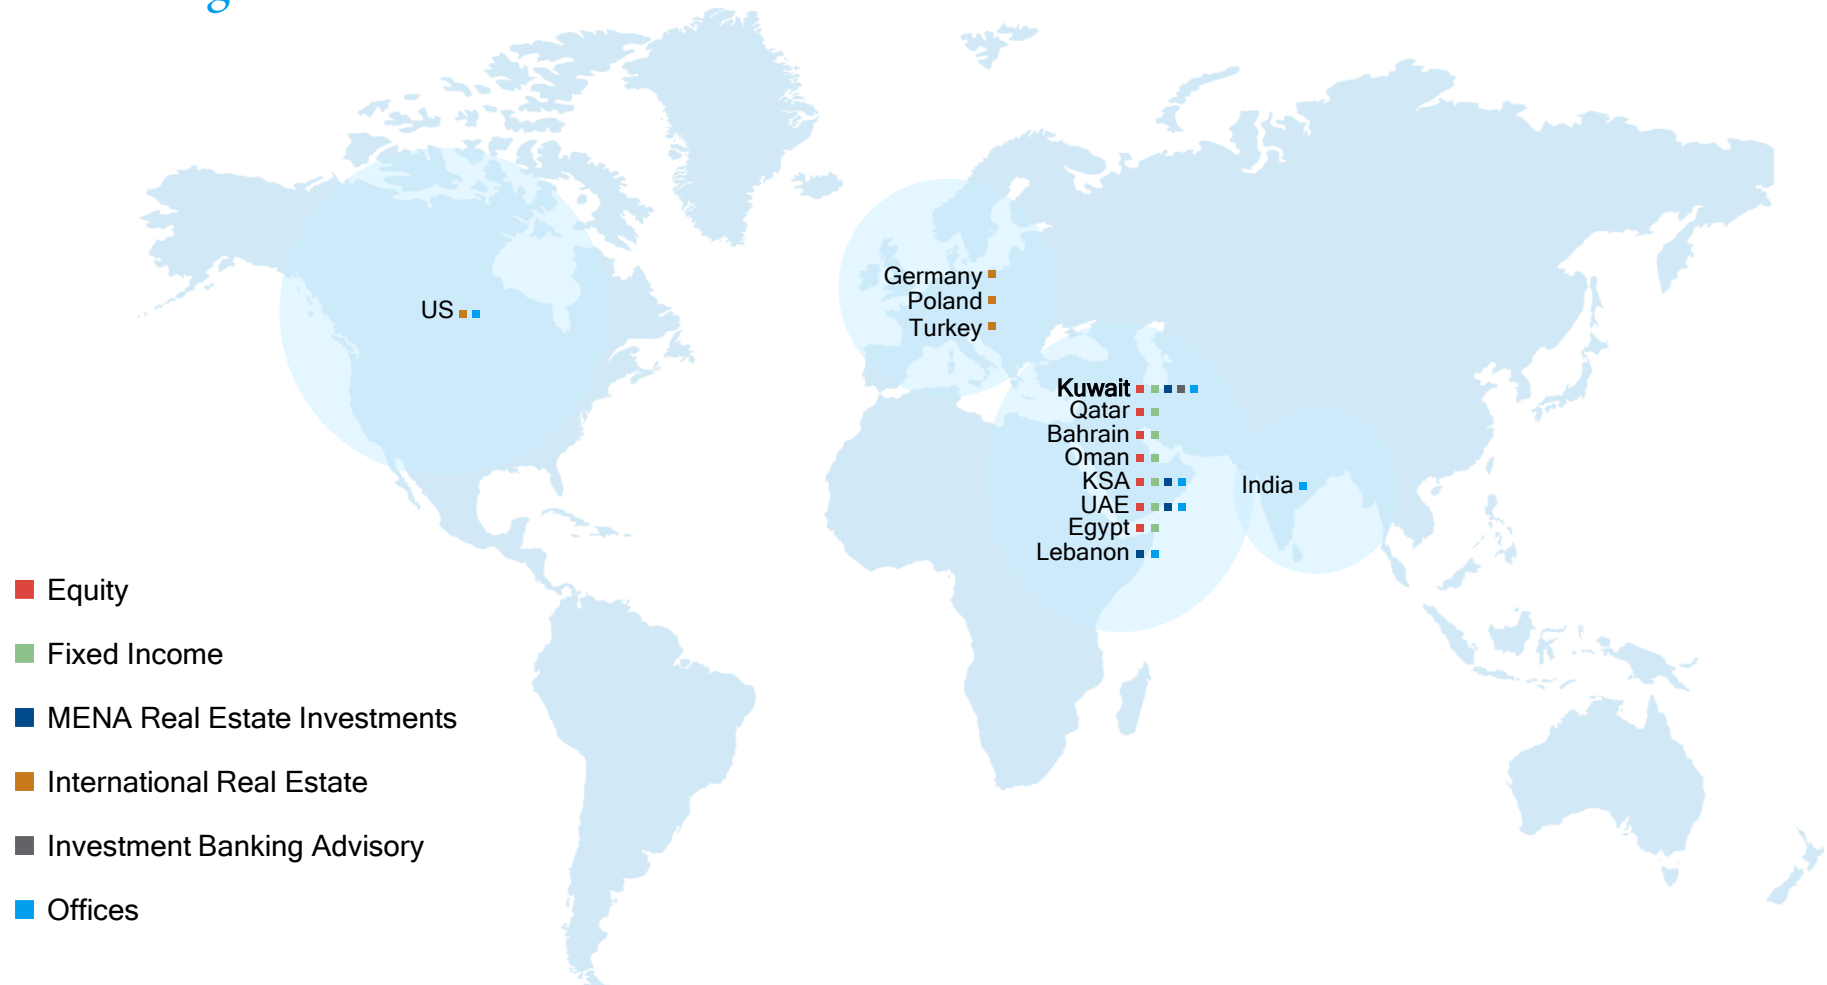 US
Germany
Poland
Turkey
Kuwait
Qatar
Bahrain
Oman
KSA
UAE
Egypt
Lebanon
India
Equity
Fixed Income
MENA Real Estate Investments
International Real Estate
Investment Banking Advisory
Offices